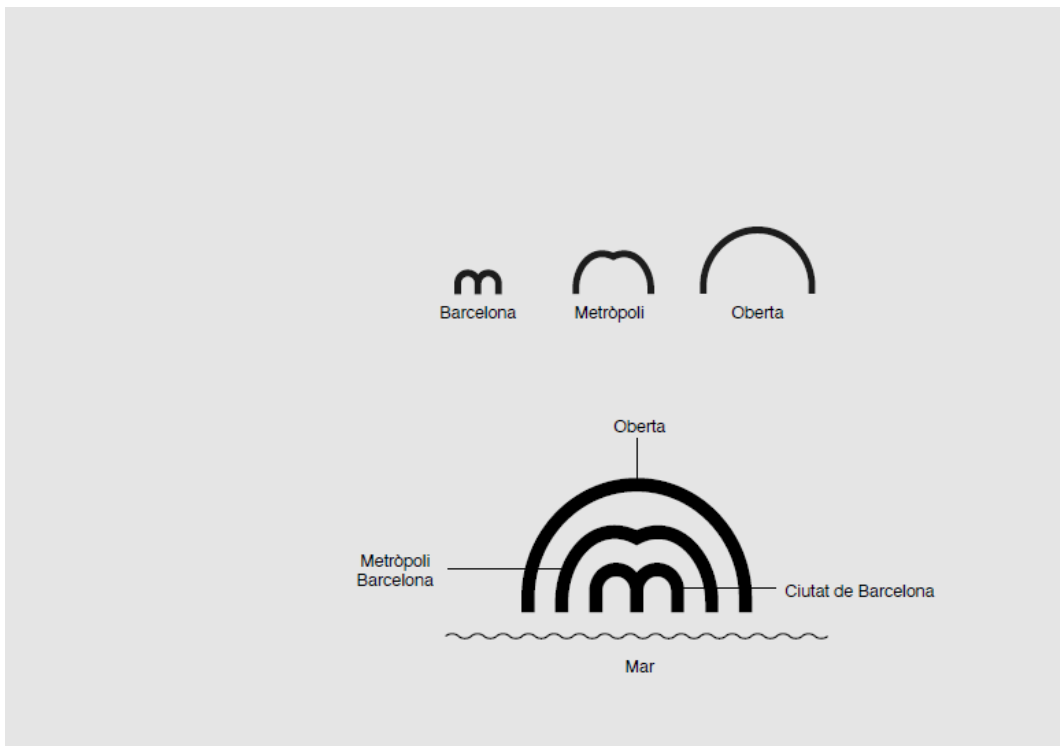 Barcelona
Metròpoli
Oberta
Oberta
Metròpoli
Barcelona
Ciutat de Barcelona
Mar